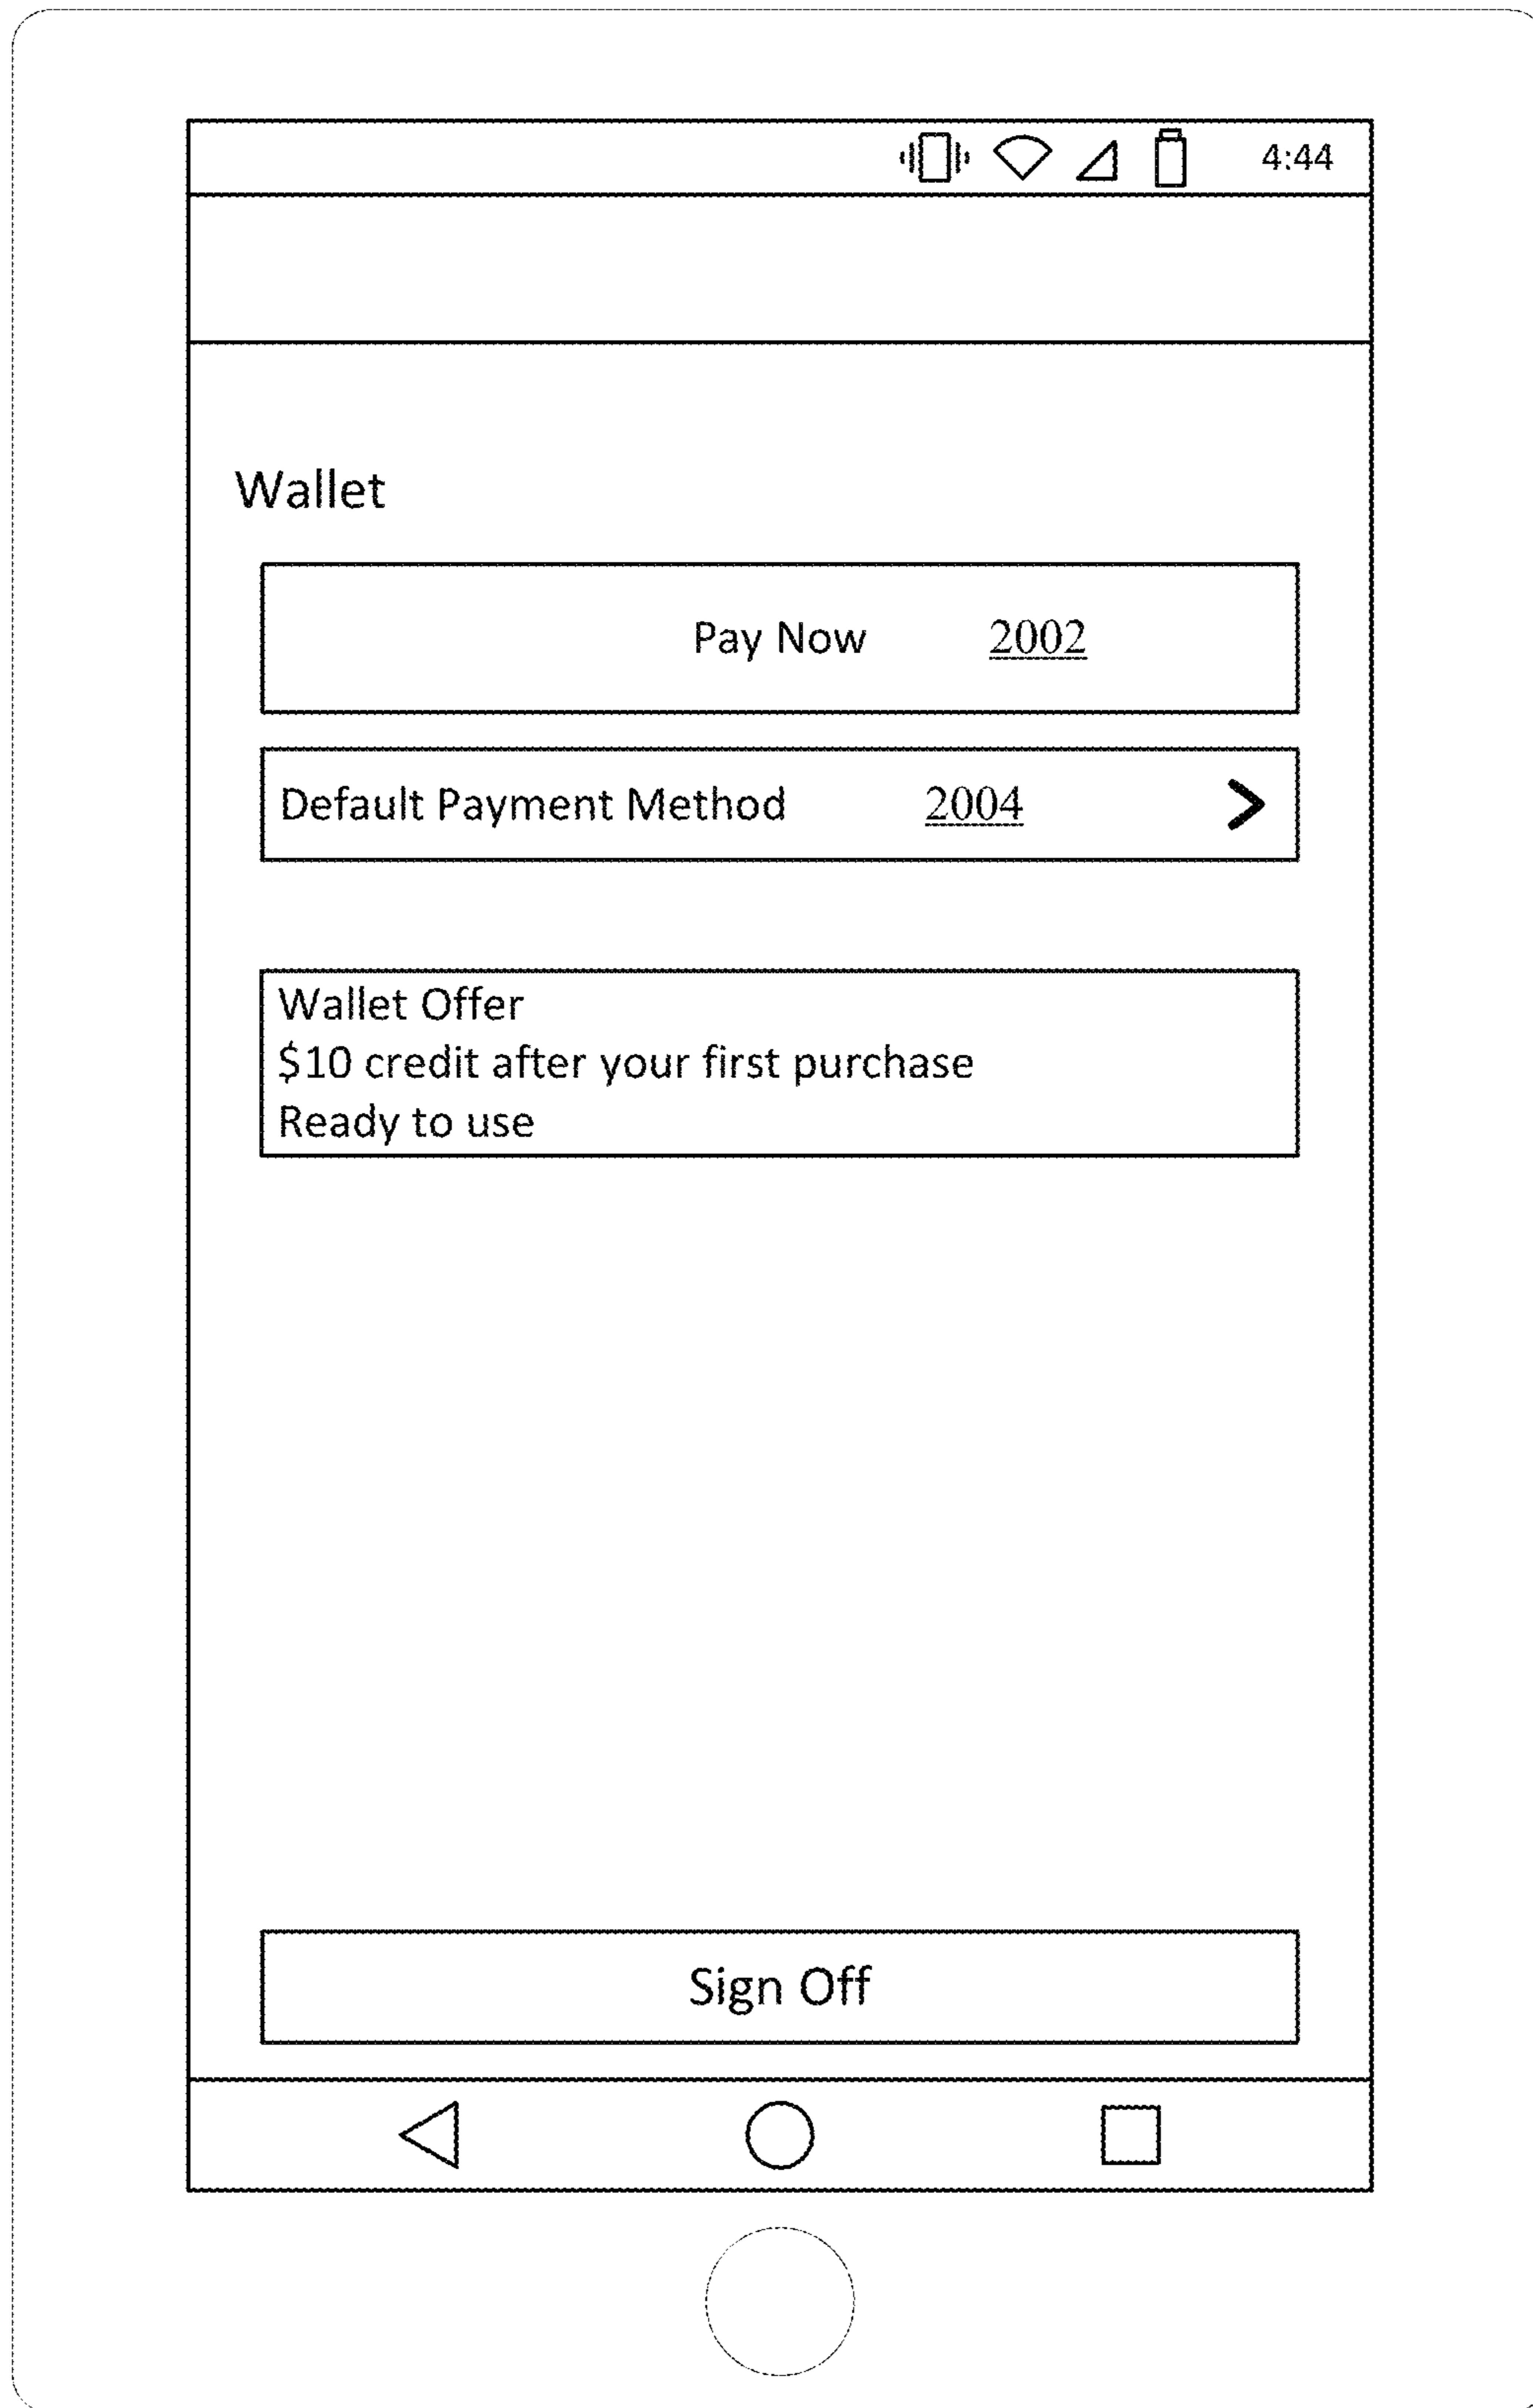 4:44
Wallet
Pay Now 2002
Default Payment Method 2004 >
Wallet Offer
$10 credit after your first purchase
Ready to use
Sign Off